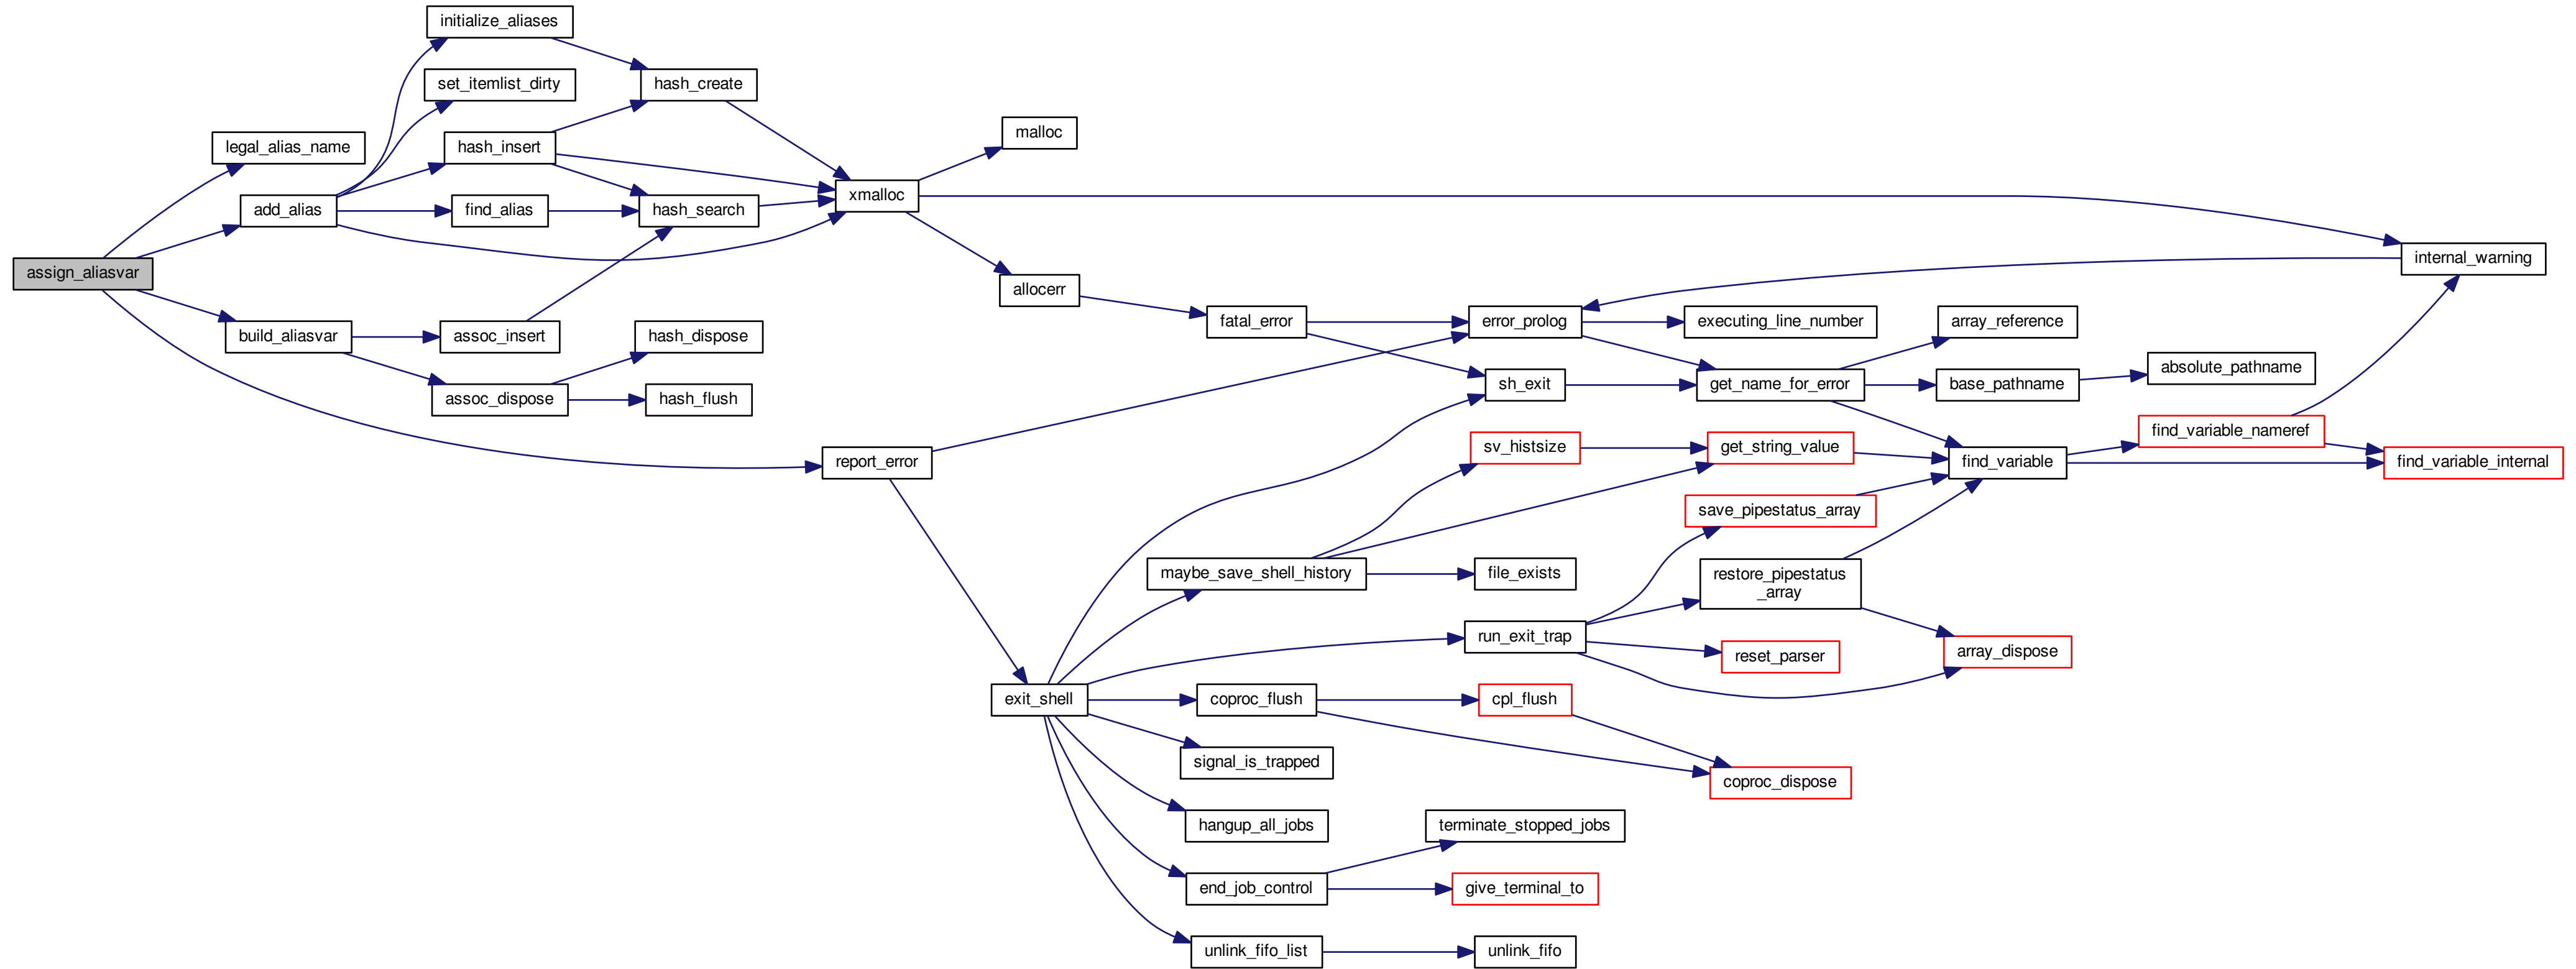 initialize_aliases
set_itemlist_dirty
hash_create
legal_alias_name
hash_insert
malloc
add_alias
find_alias
hash_search
xmalloc
assign_aliasvar
internal_warning
allocerr
build_aliasvar
assoc_insert
hash_dispose
fatal_error
error_prolog
executing_line_number
array_reference
assoc_dispose
hash_flush
sh_exit
get_name_for_error
base_pathname
absolute_pathname
report_error
sv_histsize
get_string_value
find_variable
find_variable_nameref
find_variable_internal
save_pipestatus_array
maybe_save_shell_history
file_exists
restore_pipestatus
_array
run_exit_trap
reset_parser
array_dispose
exit_shell
coproc_flush
cpl_flush
signal_is_trapped
coproc_dispose
hangup_all_jobs
terminate_stopped_jobs
end_job_control
give_terminal_to
unlink_fifo_list
unlink_fifo